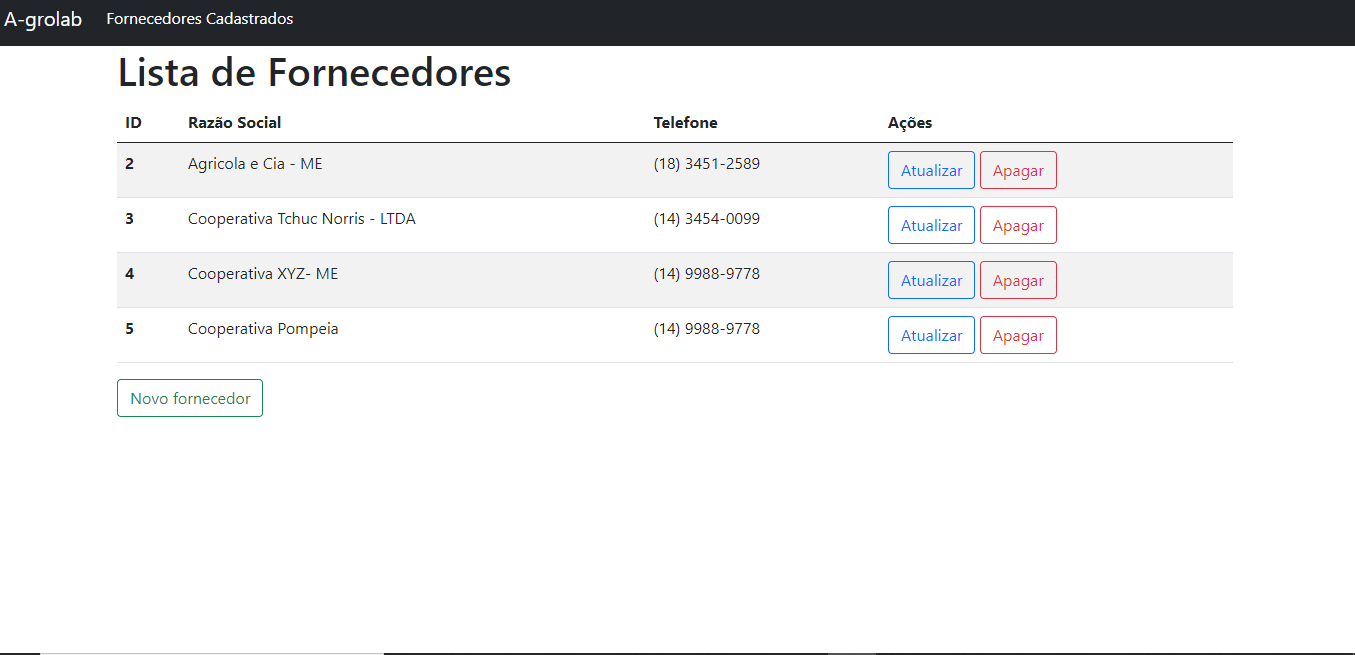 A-grolab Fornecedores Cadastrados
Lista de Fornecedores
ID Razão Social Telefone Ações
2 Agricola e Cia - ME (18) 3451-2589 Atualizar Apagar
3 Cooperativa Tchuc Norris - LTDA (14) 3454-0099 Atualizar Apagar
4 Cooperativa XYZ- ME (14) 9988-9778 Atualizar Apagar
5 Cooperativa Pompeia (14) 9988-9778 Atualizar Apagar
Novo fornecedor